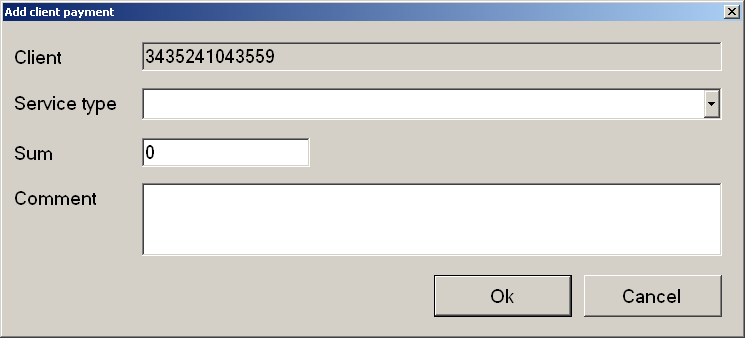 Add client payment
Client 3435241043559
Service type
Sum 0
Comment
Ok Cancel